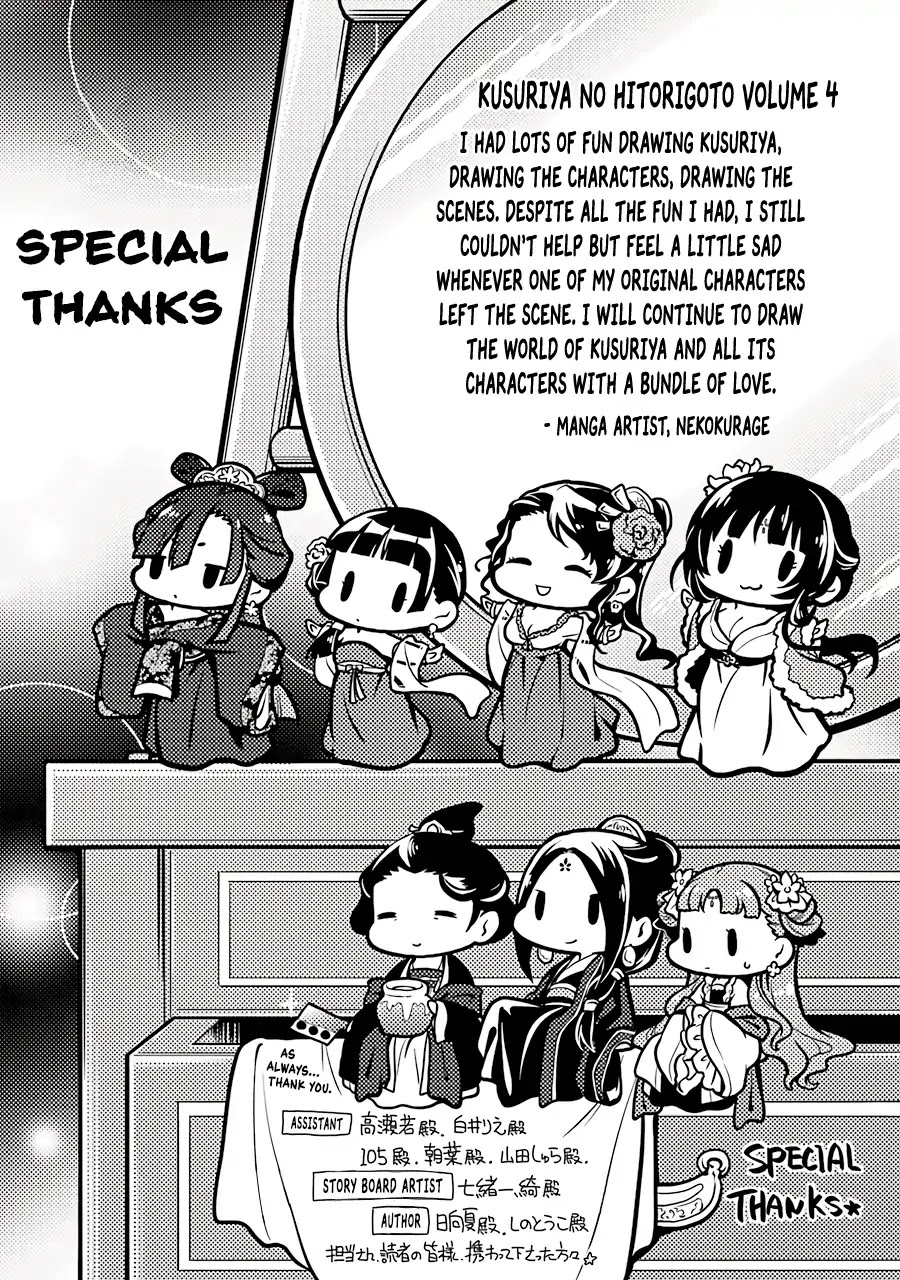 KUSURIYA NO HITORIGOTO VOLUME 4
I HAD LOTS OF FUN DRAWING KUSURIYA,
DRAWING THE CHARACTERS, DRAWING THE
SCENES. DESPITE ALL THE FUN I HAD, I STILL
COULDN'T HELP BUT FEEL A LITTLE SAD
WHENEVER ONE OF MY ORIGINAL CHARACTERS
LEFT THE SCENE. I WILL CONTINUE TO DRAW
THE WORLD OF KUSURIYA AND ALL ITS
CHARACTERS WITH A BUNDLE OF LOVE.
- MANGA ARTIST, NEKOKURAGE
SPECIAL
THANKS
AS
ALWAYS...
THANK YOU.
ASSISTANT 高瀬若殿. 白井りえ殿
105殿. 朝葉殿. 山田しゅら殿.
STORY BOARD ARTIST 七緒一綺殿
AUTHOR 日向夏殿. しのとうこ殿
担当さん. 読者の皆様. 携わって下さった方々☆
SPECIAL
THANKS★